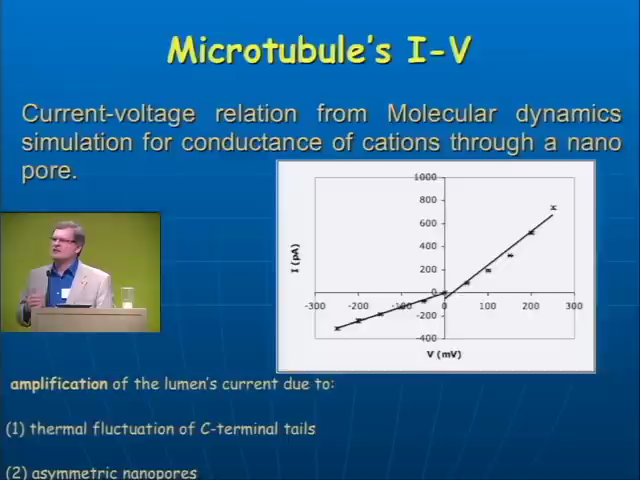 Microtubule's I-V
Current-voltage relation from Molecular dynamics
simulation for conductance of cations through a nano
pore.
1000
800
600
400
200
0
-300 -200 -100 0 100 200 300
-200
-400
I (pA)
V (mV)
amplification of the lumen's current due to:
(1) thermal fluctuation of C-terminal tails
(2) asymmetric nanopores